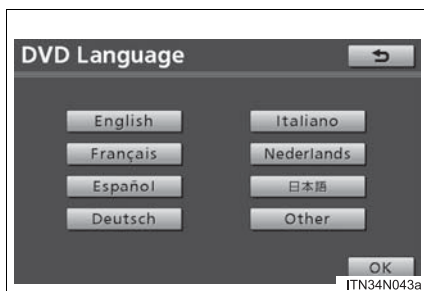 DVD Language
English Italiano
Français Nederlands
Español 日本語
Deutsch Other
OK
ITN34N043a